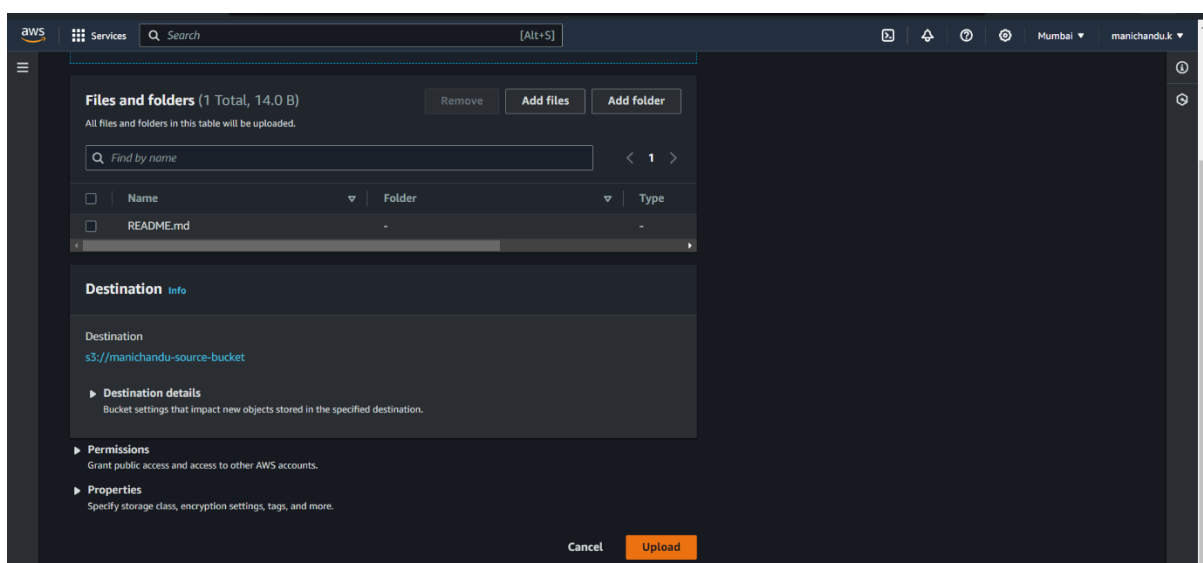 aws Services Search [Alt+S] Mumbai manichandu.k
Files and folders (1 Total, 14.0 B) Remove Add files Add folder
All files and folders in this table will be uploaded.
Find by name 1
Name Folder Type
README.md - -
Destination Info
Destination
s3://manichandu-source-bucket
Destination details
Bucket settings that impact new objects stored in the specified destination.
Permissions
Grant public access and access to other AWS accounts.
Properties
Specify storage class, encryption settings, tags, and more.
Cancel Upload